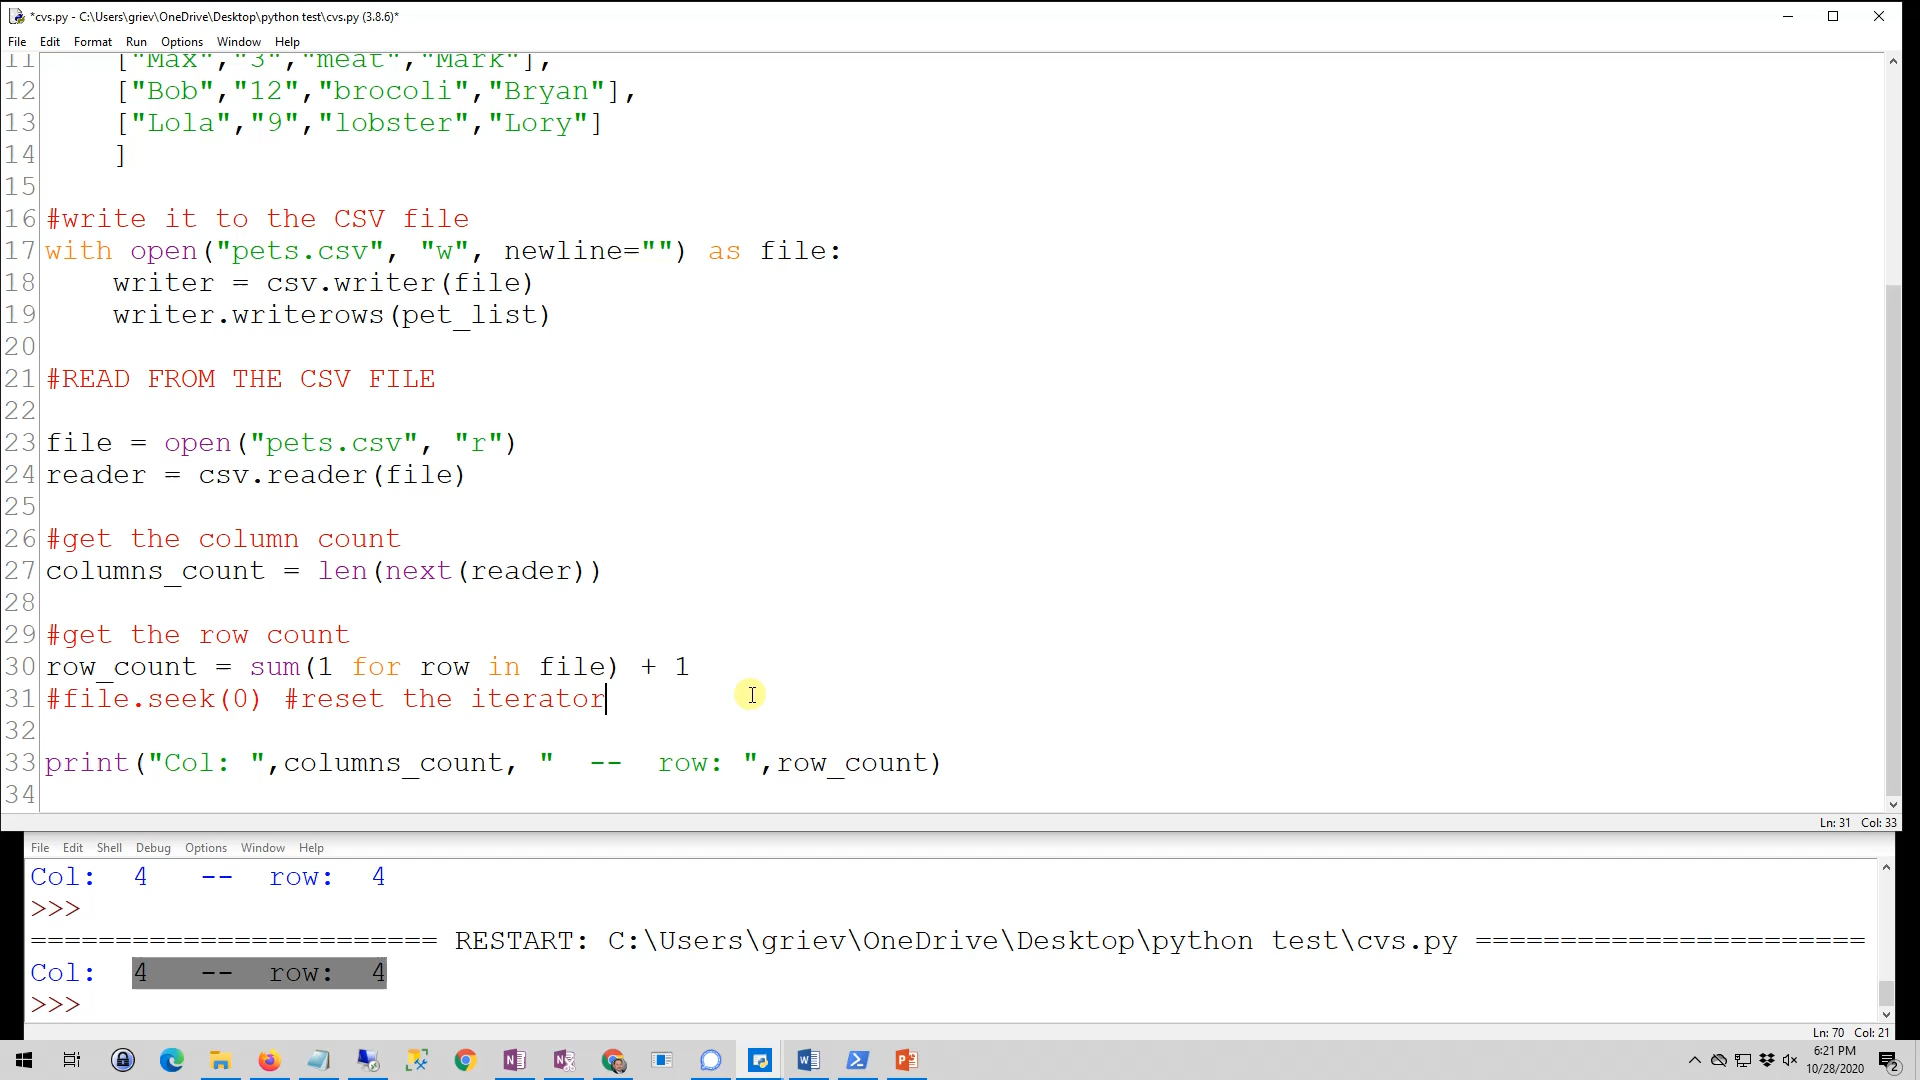 *cvs.py - C:\Users\griev\OneDrive\Desktop\python test\cvs.py (3.8.6)*
File Edit Format Run Options Window Help
11 ["Max","3","meat","Mark"],
12 ["Bob","12","brocoli","Bryan"],
13 ["Lola","9","lobster","Lory"]
14 ]
15
16 #write it to the CSV file
17 with open("pets.csv", "w", newline="") as file:
18 writer = csv.writer(file)
19 writer.writerows(pet_list)
20
21 #READ FROM THE CSV FILE
22
23 file = open("pets.csv", "r")
24 reader = csv.reader(file)
25
26 #get the column count
27 columns_count = len(next(reader))
28
29 #get the row count
30 row_count = sum(1 for row in file) + 1
31 #file.seek(0) #reset the iterator
32
33 print("Col: ",columns_count, "  --  row: ",row_count)
34
Ln: 31 Col: 33
File Edit Shell Debug Options Window Help
Col:  4   --  row:  4
>>>
======================== RESTART: C:\Users\griev\OneDrive\Desktop\python test\cvs.py =======================
Col:  4   --  row:  4
>>>
Ln: 70 Col: 21
6:21 PM
10/28/2020
2